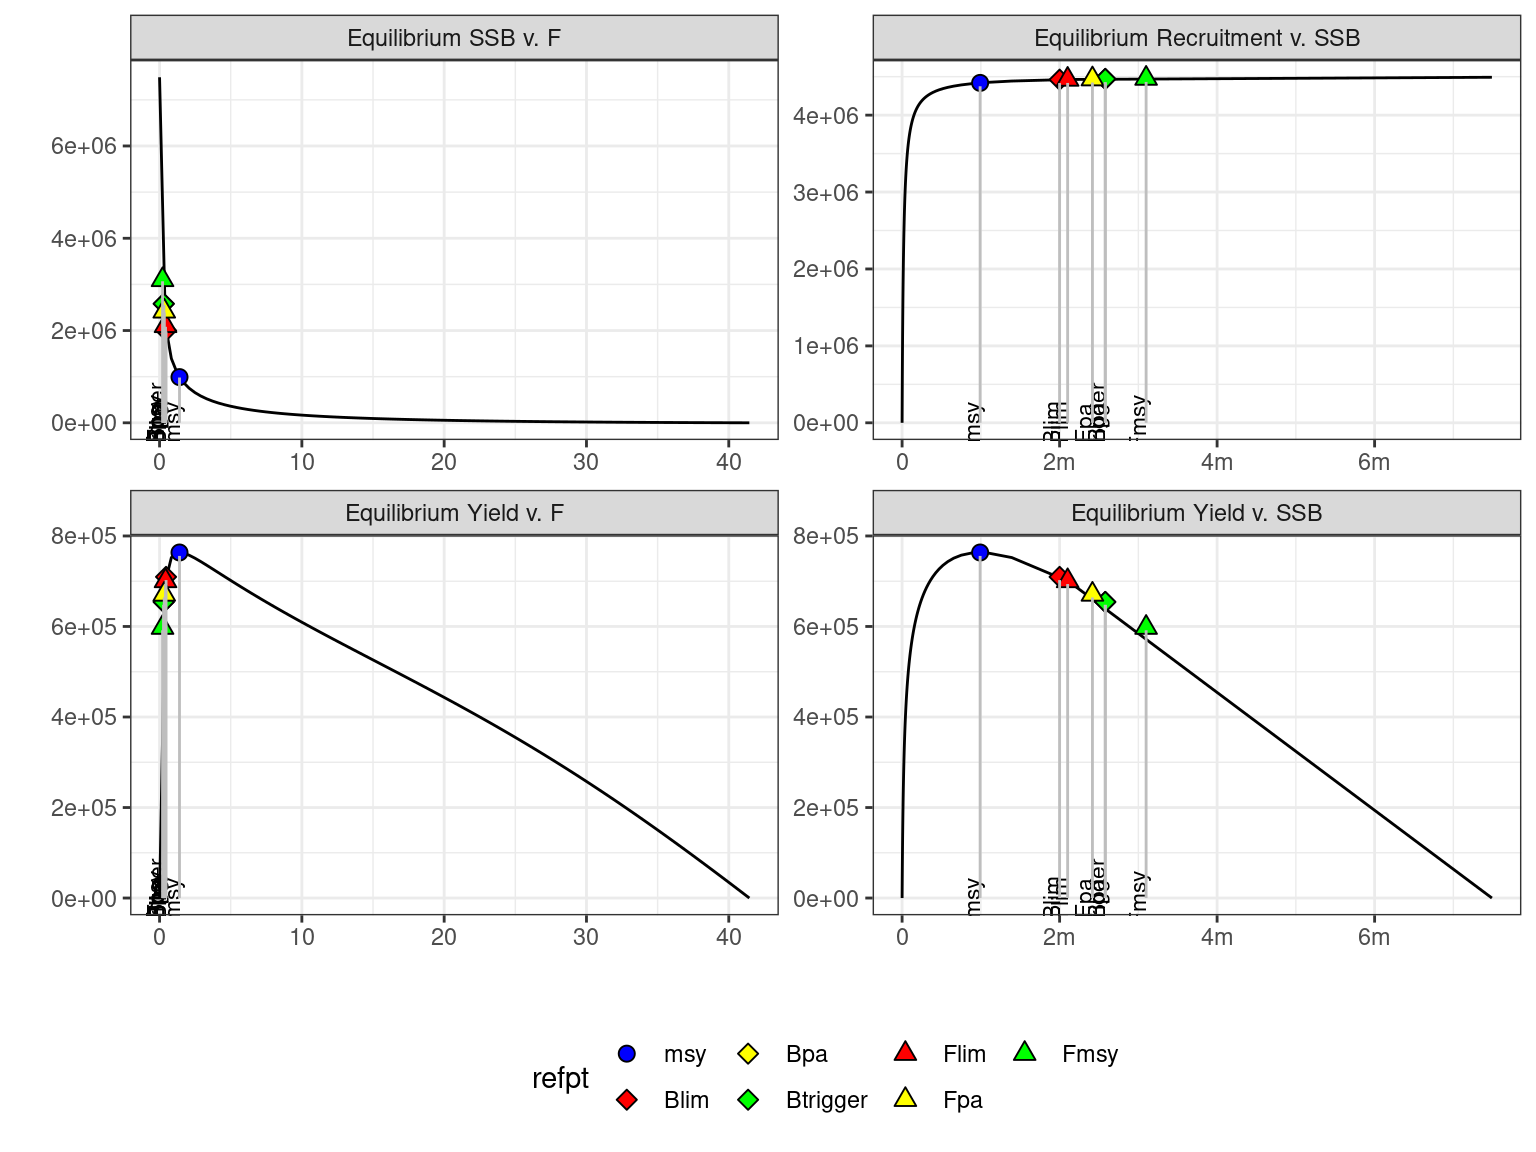 Equilibrium SSB v. F
Equilibrium Recruitment v. SSB
6e+06
4e+06
2e+06
0e+00
msy
0 10 20 30 40
4e+06
3e+06
2e+06
1e+06
0e+00
msy Blim Fpa
0 2m 4m 6m
Equilibrium Yield v. F
Equilibrium Yield v. SSB
8e+05
6e+05
4e+05
2e+05
0e+00
msy
0 10 20 30 40
8e+05
6e+05
4e+05
2e+05
0e+00
msy Blim Fpa
0 2m 4m 6m
refpt
msy Bpa Flim Fmsy
Blim Btrigger Fpa